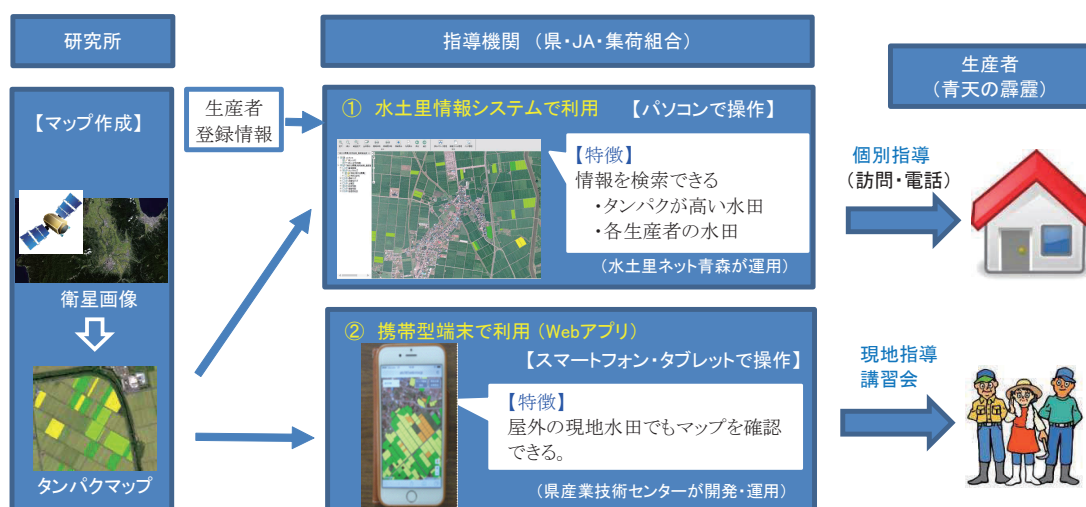 研究所
指導機関 （県・JA・集荷組合）
生産者
（青天の霹靂）
【マップ作成】
衛星画像
タンパクマップ
生産者
登録情報
① 水土里情報システムで利用 【パソコンで操作】
【特徴】
情報を検索できる
・タンパクが高い水田
・各生産者の水田
（水土里ネット青森が運用）
② 携帯型端末で利用（Webアプリ）
【スマートフォン・タブレットで操作】
【特徴】
屋外の現地水田でもマップを確認
できる。
（県産業技術センターが開発・運用）
個別指導
（訪問・電話）
現地指導
講習会